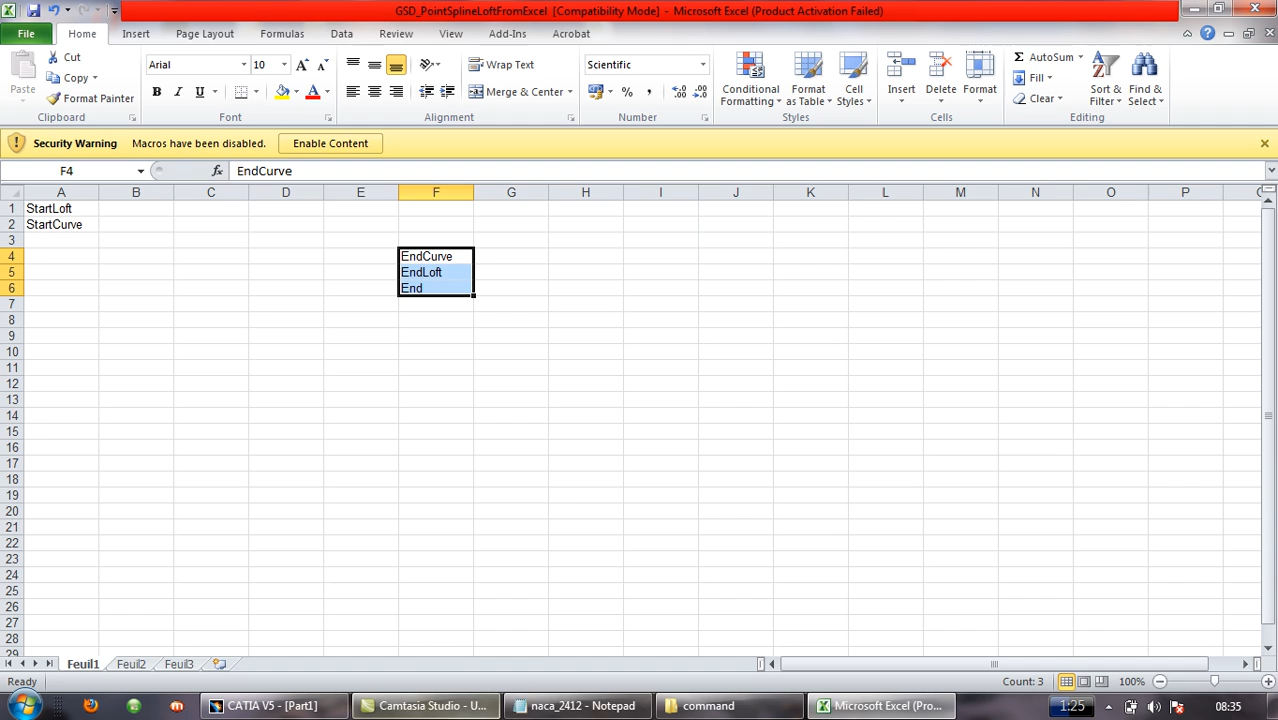 GSD_PointSplineLoftFromExcel [Compatibility Mode] - Microsoft Excel (Product Activation Failed)
File Home Insert Page Layout Formulas Data Review View Add-Ins Acrobat
Paste
Cut
Copy
Format Painter
Clipboard
Arial 10
Font
Wrap Text
Merge & Center
Alignment
Scientific
Number
Conditional Formatting
Format as Table
Cell Styles
Styles
Insert Delete Format
Cells
AutoSum
Fill
Clear
Sort & Filter
Find & Select
Editing
Security Warning Macros have been disabled. Enable Content
F4 fx EndCurve
A B C D E F G H I J K L M N O P
1 StartLoft
2 StartCurve
3
4 EndCurve
5 EndLoft
6 End
7
8
9
10
11
12
13
14
15
16
17
18
19
20
21
22
23
24
25
26
27
28
29
Feuil1 Feuil2 Feuil3
Ready Count: 3 100%
CATIA V5 - [Part1] Camtasia Studio - U... naca_2412 - Notepad command Microsoft Excel (Pro... 1:25 08:35